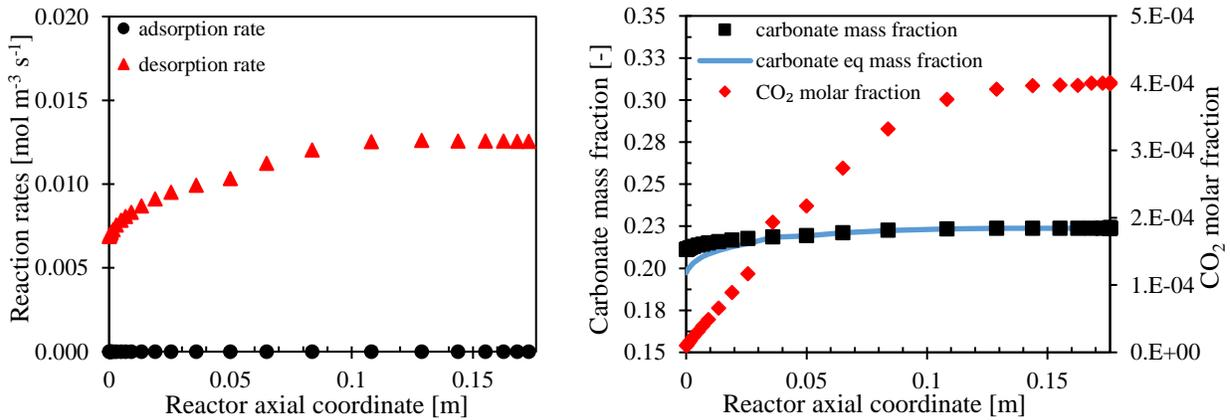 Reaction rates [mol m⁻³ s⁻¹]
0.020
0.015
0.010
0.005
0.000
adsorption rate
desorption rate
0
0.05
0.1
0.15
Reactor axial coordinate [m]
Carbonate mass fraction [-]
0.35
0.33
0.30
0.28
0.25
0.23
0.20
0.18
0.15
carbonate mass fraction
carbonate eq mass fraction
CO₂ molar fraction
5.E-04
4.E-04
3.E-04
2.E-04
1.E-04
0.E+00
CO₂ molar fraction
0
0.05
0.1
0.15
Reactor axial coordinate [m]